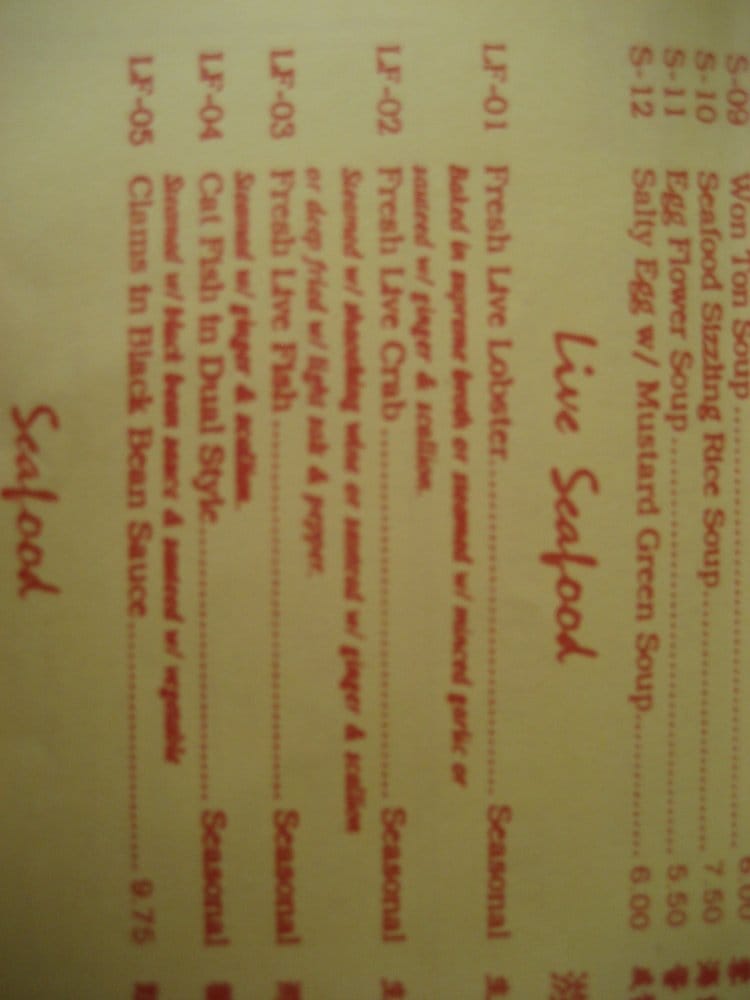 S-09 Won Ton Soup 6.00
S-10 Seafood Sizzling Rice Soup 7.50
S-11 Egg Flower Soup 5.50
S-12 Salty Egg w/ Mustard Green Soup 6.00
Live Seafood
LF-01 Fresh Live Lobster Seasonal 生
Baked in supreme broth or steamed w/ minced garlic or
sauteed w/ ginger & scallion.
LF-02 Fresh Live Crab Seasonal 生
Steamed w/ shaoshing wine or sauteed w/ ginger & scallion
or deep fried w/ light salt & pepper.
LF-03 Fresh Live Fish Seasonal
Steamed w/ ginger & scallion.
LF-04 Cat Fish in Dual Style Seasonal
Steamed w/ black bean sauce & sauteed w/ vegetable
LF-05 Clams in Black Bean Sauce 9.75
Seafood